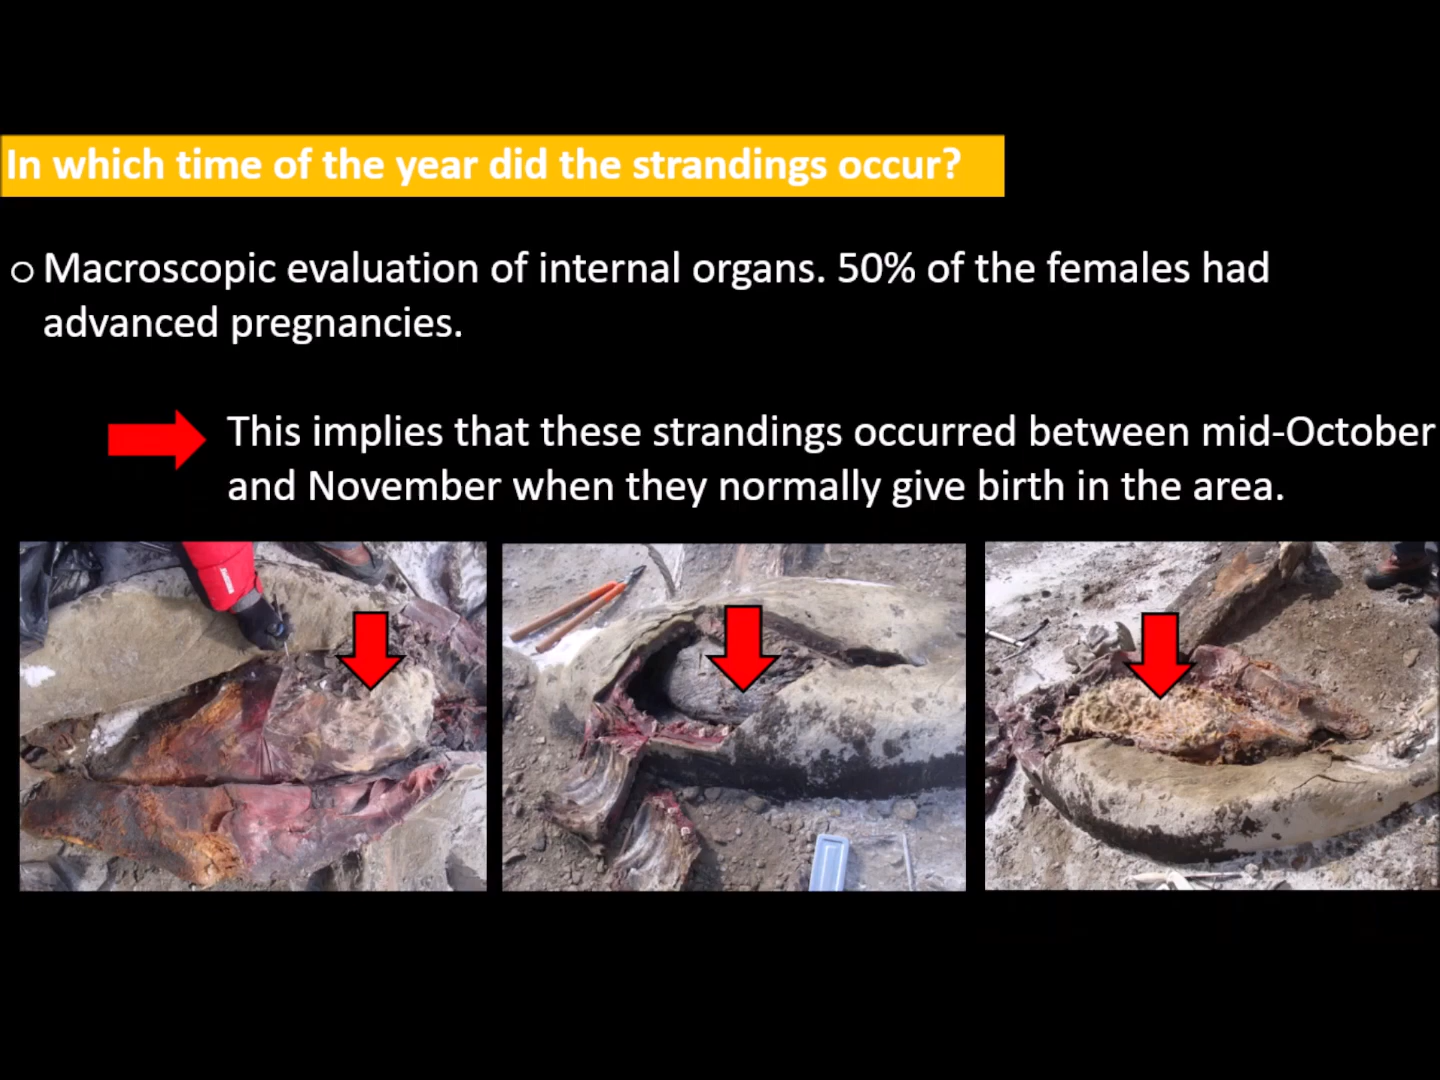 In which time of the year did the strandings occur?
o Macroscopic evaluation of internal organs. 50% of the females had
advanced pregnancies.
This implies that these strandings occurred between mid-October
and November when they normally give birth in the area.